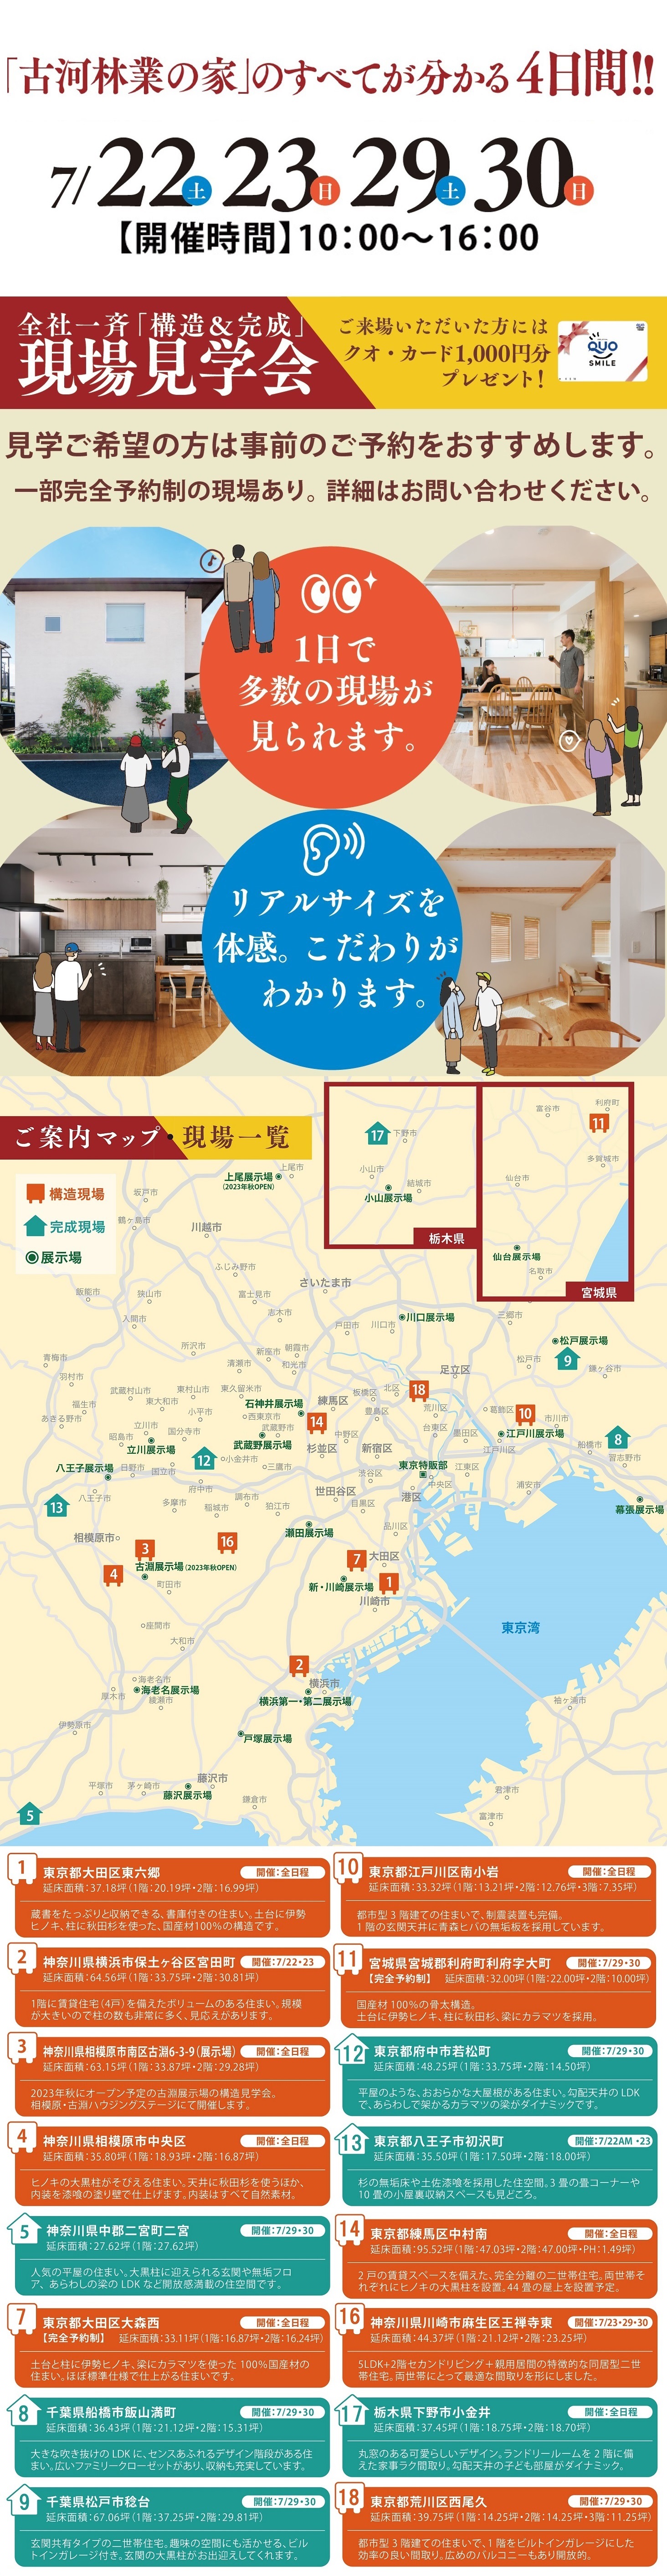 「古河林業の家」のすべてが分かる4日間!!
7/22土 23日 29土 30日
【開催時間】10:00〜16:00
全社一斉「構造&完成」
現場見学会
ご来場いただいた方には
クオ・カード1,000円分
プレゼント!
QUO
SMILE
見学ご希望の方は事前のご予約をおすすめします。
一部完全予約制の現場あり。詳細はお問い合わせください。
1日で
多数の現場が
見られます。
リアルサイズを
体感。こだわりが
わかります。
ご案内マップ・現場一覧
構造現場
完成現場
展示場
17
下野市
小山市
結城市
小山展示場
栃木県
利府町
富谷市
11
多賀城市
仙台市
仙台展示場
名取市
宮城県
上尾市
上尾展示場
(2023年秋OPEN)
坂戸市
鶴ヶ島市
川越市
ふじみ野市
さいたま市
飯能市
狭山市
富士見市
入間市
志木市
戸田市
川口市
川口展示場
三郷市
松戸展示場
所沢市
新座市
朝霞市
足立区
松戸市
9
青梅市
清瀬市
和光市
鎌ヶ谷市
羽村市
武蔵村山市
東村山市
東久留米市
板橋区
北区
18
福生市
東大和市
石神井展示場
練馬区
荒川区
葛飾区
10
あきる野市
小平市
西東京市
14
豊島区
台東区
市川市
立川市
国分寺市
武蔵野市
中野区
墨田区
江戸川展示場
8
昭島市
立川展示場
武蔵野展示場
杉並区
新宿区
江戸川区
船橋市
習志野市
八王子展示場
日野市
国立市
12
小金井市
三鷹市
渋谷区
東京特販部
江東区
中央区
浦安市
八王子市
府中市
世田谷区
港区
13
多摩市
稲城市
調布市
狛江市
目黒区
幕張展示場
瀬田展示場
品川区
相模原市
3
16
4
古淵展示場(2023年秋OPEN)
町田市
7
大田区
新・川崎展示場
1
川崎市
座間市
大和市
東京湾
2
横浜市
海老名市
厚木市
海老名展示場
綾瀬市
横浜第一・第二展示場
袖ヶ浦市
伊勢原市
戸塚展示場
平塚市
茅ヶ崎市
藤沢市
藤沢展示場
鎌倉市
君津市
富津市
5
1
東京都大田区東六郷
開催:全日程
延床面積:37.18坪(1階:20.19坪・2階:16.99坪)
蔵書をたっぷりと収納できる、書庫付きの住まい。土台に伊勢
ヒノキ、柱に秋田杉を使った、国産材100%の構造です。
2
神奈川県横浜市保土ヶ谷区宮田町
開催:7/22・23
延床面積:64.56坪(1階:33.75坪・2階:30.81坪)
1階に賃貸住宅(4戸)を備えたボリュームのある住まい。規模
が大きいので柱の数も非常に多く、見応えがあります。
3
神奈川県相模原市南区古淵6-3-9(展示場)
開催:全日程
延床面積:63.15坪(1階:33.87坪・2階:29.28坪)
2023年秋にオープン予定の古淵展示場の構造見学会。
相模原・古淵ハウジングステージにて開催します。
4
神奈川県相模原市中央区
開催:全日程
延床面積:35.80坪(1階:18.93坪・2階:16.87坪)
ヒノキの大黒柱がそびえる住まい。天井に秋田杉を使うほか、
内装を漆喰の塗り壁で仕上げます。内装はすべて自然素材。
5
神奈川県中郡二宮町二宮
開催:7/29・30
延床面積:27.62坪(1階:27.62坪)
人気の平屋の住まい。大黒柱に迎えられる玄関や無垢フロ
ア、あらわしの梁のLDKなど開放感満載の住空間です。
7
東京都大田区大森西
開催:全日程
【完全予約制】 延床面積:33.11坪(1階:16.87坪・2階:16.24坪)
土台と柱に伊勢ヒノキ、梁にカラマツを使った100%国産材の
住まい。ほぼ標準仕様で仕上がる住まいです。
8
千葉県船橋市飯山満町
開催:7/29・30
延床面積:36.43坪(1階:21.12坪・2階:15.31坪)
大きな吹き抜けのLDKに、センスあふれるデザイン階段がある住
まい。広いファミリークローゼットがあり、収納も充実しています。
9
千葉県松戸市稔台
開催:7/29・30
延床面積:67.06坪(1階:37.25坪・2階:29.81坪)
玄関共有タイプの二世帯住宅。趣味の空間にも活かせる、ビル
トインガレージ付き。玄関の大黒柱がお出迎えしてくれます。
10
東京都江戸川区南小岩
開催:全日程
延床面積:33.32坪(1階:13.21坪・2階:12.76坪・3階:7.35坪)
都市型3階建ての住まいで、制震装置も完備。
1階の玄関天井に青森ヒバの無垢板を採用しています。
11
宮城県宮城郡利府町利府字大町
開催:7/29・30
【完全予約制】 延床面積:32.00坪(1階:22.00坪・2階:10.00坪)
国産材100%の骨太構造。
土台に伊勢ヒノキ、柱に秋田杉、梁にカラマツを採用。
12
東京都府中市若松町
開催:7/29・30
延床面積:48.25坪(1階:33.75坪・2階:14.50坪)
平屋のような、おおらかな大屋根がある住まい。勾配天井のLDK
で、あらわしで架かるカラマツの梁がダイナミックです。
13
東京都八王子市初沢町
開催:7/22AM・23
延床面積:35.50坪(1階:17.50坪・2階:18.00坪)
杉の無垢床や土佐漆喰を採用した住空間。3畳の畳コーナーや
10畳の小屋裏収納スペースも見どころ。
14
東京都練馬区中村南
開催:全日程
延床面積:95.52坪(1階:47.03坪・2階:47.00坪・PH:1.49坪)
2戸の賃貸スペースを備えた、完全分離の二世帯住宅。両世帯そ
れぞれにヒノキの大黒柱を設置。44畳の屋上を設置予定。
16
神奈川県川崎市麻生区王禅寺東
開催:7/23・29・30
延床面積:44.37坪(1階:21.12坪・2階:23.25坪)
5LDK+2階セカンドリビング+親用居間の特徴的な同居型二世
帯住宅。両世帯にとって最適な間取りを形にしました。
17
栃木県下野市小金井
開催:全日程
延床面積:37.45坪(1階:18.75坪・2階:18.70坪)
丸窓のある可愛らしいデザイン。ランドリールームを2階に備
えた家事ラク間取り。勾配天井の子ども部屋がダイナミック。
18
東京都荒川区西尾久
開催:7/29・30
延床面積:39.75坪(1階:14.25坪・2階:14.25坪・3階:11.25坪)
都市型3階建ての住まいで、1階をビルトインガレージにした
効率の良い間取り。広めのバルコニーもあり開放的。